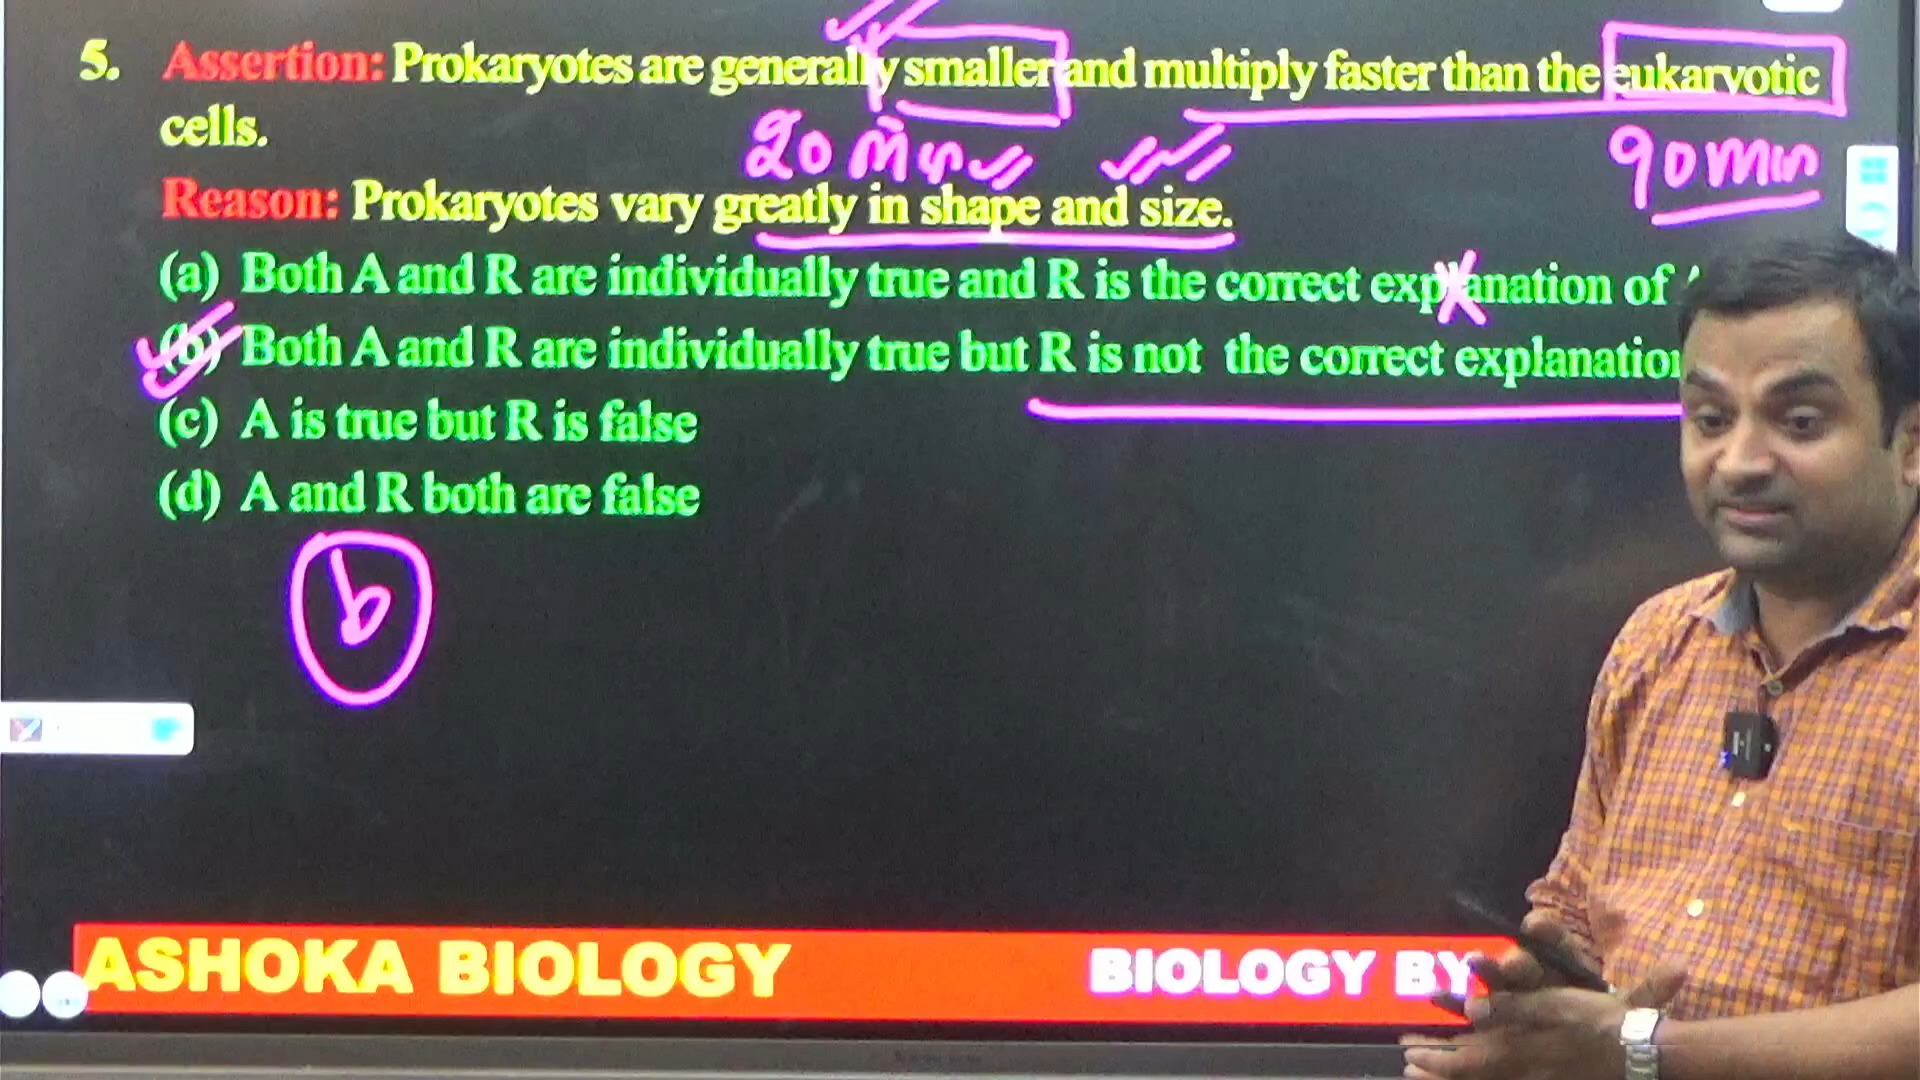 5. Assertion: Prokaryotes are generally smaller and multiply faster than the eukaryotic
cells.
20 min
90 min
Reason: Prokaryotes vary greatly in shape and size.
(a) Both A and R are individually true and R is the correct explanation of
(b) Both A and R are individually true but R is not the correct explanation
(c) A is true but R is false
(d) A and R both are false
b
ASHOKA BIOLOGY
BIOLOGY BY